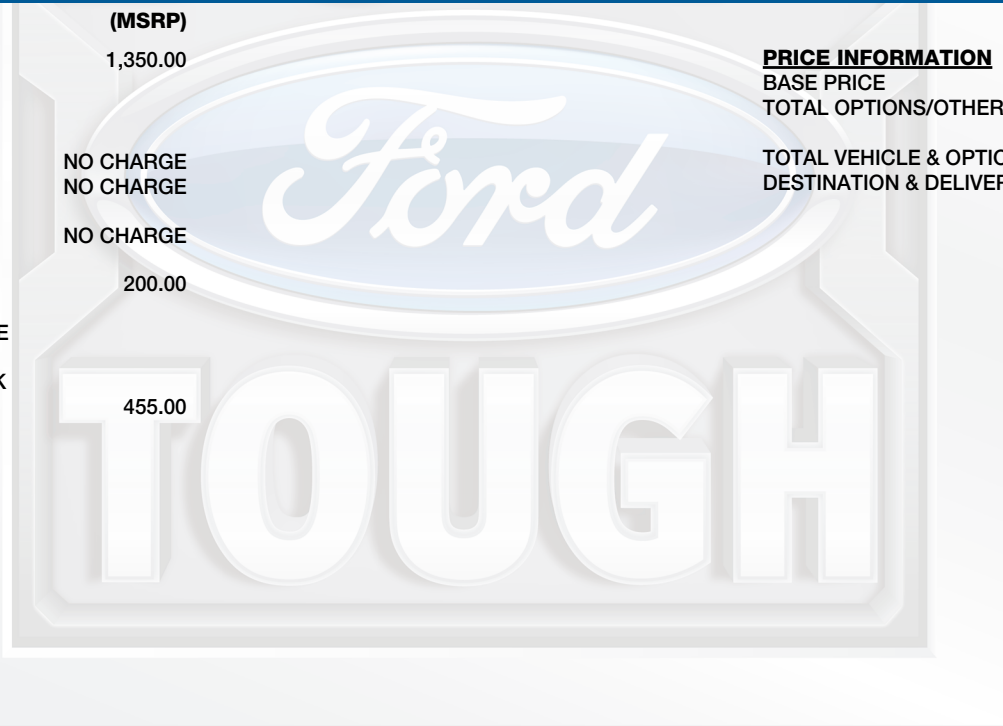 (MSRP)
1,350.00
NO CHARGE
NO CHARGE
NO CHARGE
200.00
E
K
455.00
PRICE INFORMATION
BASE PRICE
TOTAL OPTIONS/OTHER
TOTAL VEHICLE & OPTIO
DESTINATION & DELIVER
Ford
TOUGH